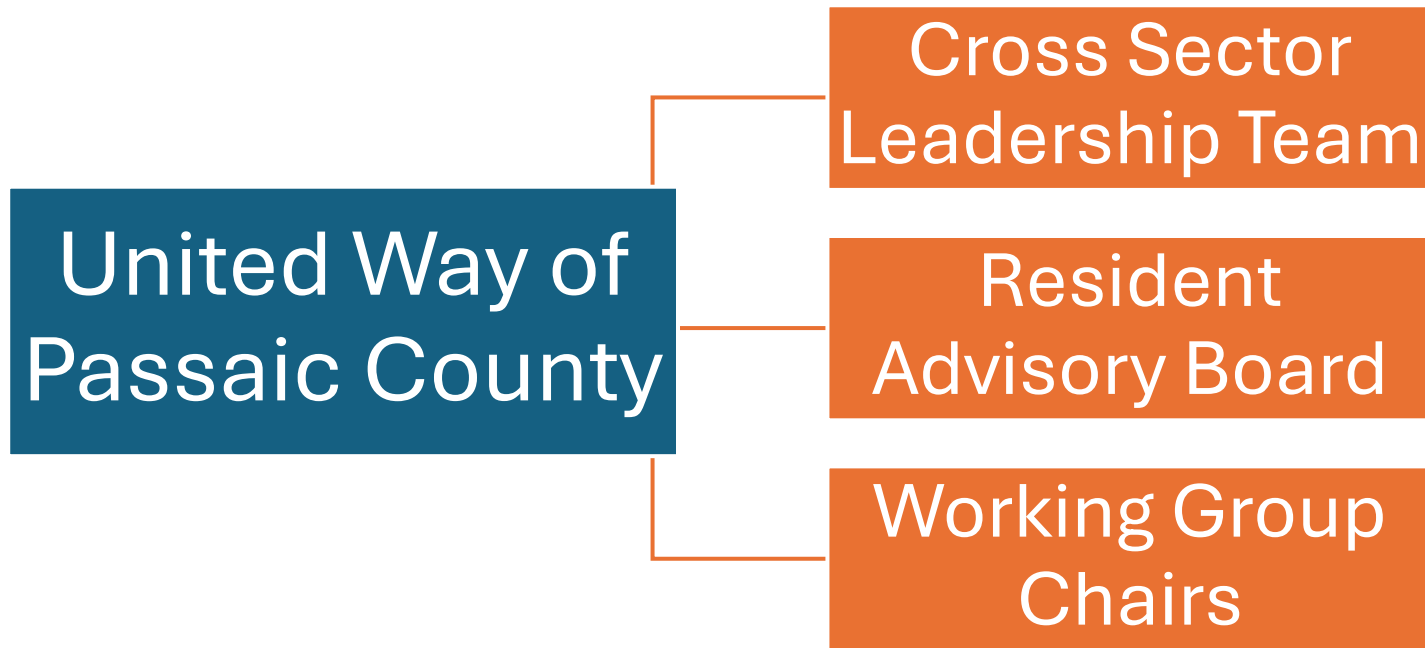 United Way of
Passaic County
Cross Sector
Leadership Team
Resident
Advisory Board
Working Group
Chairs